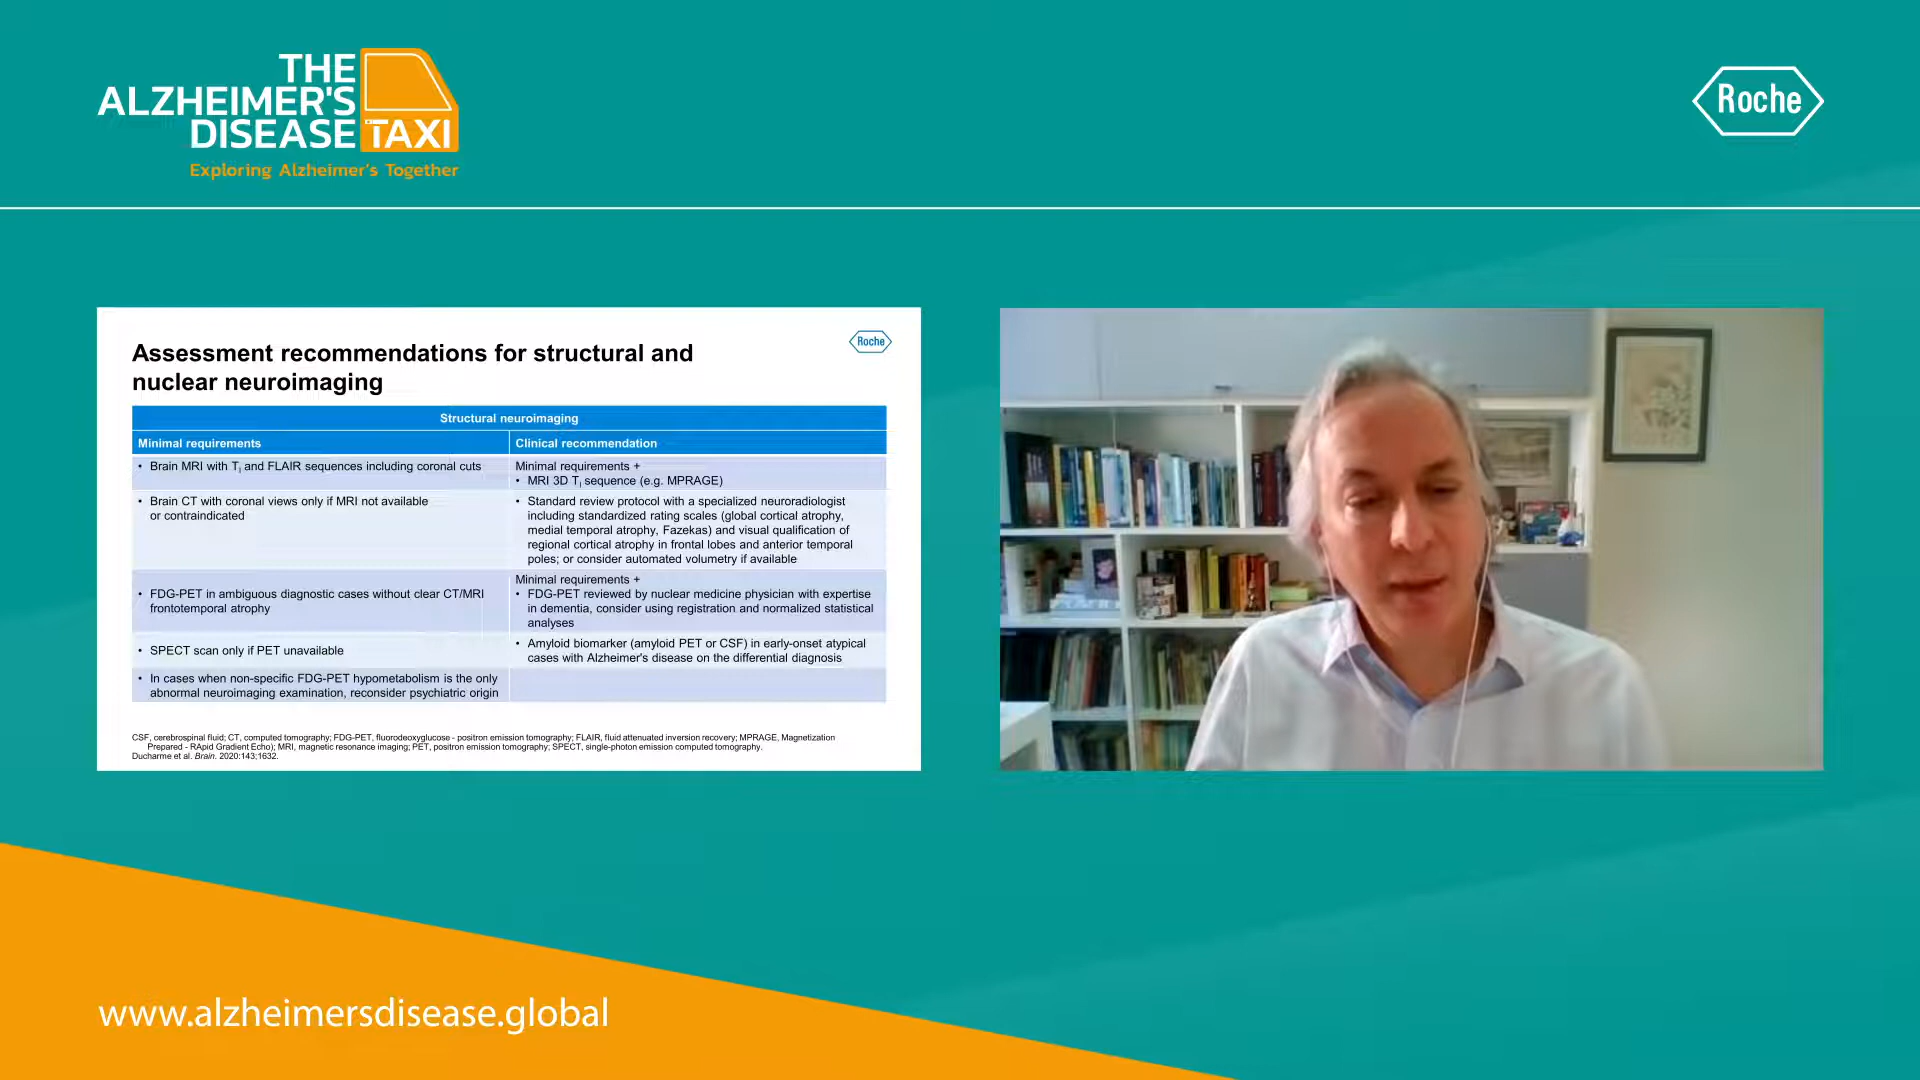 THE
ALZHEIMER'S
DISEASE TAXI
Exploring Alzheimer's Together
Roche
Assessment recommendations for structural and
nuclear neuroimaging
Roche
Structural neuroimaging
Minimal requirements
Clinical recommendation
• Brain MRI with T₁ and FLAIR sequences including coronal cuts
Minimal requirements +
• MRI 3D T₁ sequence (e.g. MPRAGE)
• Brain CT with coronal views only if MRI not available
or contraindicated
• Standard review protocol with a specialized neuroradiologist
including standardized rating scales (global cortical atrophy,
medial temporal atrophy, Fazekas) and visual qualification of
regional cortical atrophy in frontal lobes and anterior temporal
poles; or consider automated volumetry if available
• FDG-PET in ambiguous diagnostic cases without clear CT/MRI
frontotemporal atrophy
Minimal requirements +
• FDG-PET reviewed by nuclear medicine physician with expertise
in dementia, consider using registration and normalized statistical
analyses
• SPECT scan only if PET unavailable
• Amyloid biomarker (amyloid PET or CSF) in early-onset atypical
cases with Alzheimer's disease on the differential diagnosis
• In cases when non-specific FDG-PET hypometabolism is the only
abnormal neuroimaging examination, reconsider psychiatric origin
CSF, cerebrospinal fluid; CT, computed tomography; FDG-PET, fluorodeoxyglucose - positron emission tomography; FLAIR, fluid attenuated inversion recovery; MPRAGE, Magnetization
Prepared - RApid Gradient Echo); MRI, magnetic resonance imaging; PET, positron emission tomography; SPECT, single-photon emission computed tomography.
Ducharme et al. Brain. 2020:143;1632.
www.alzheimersdisease.global